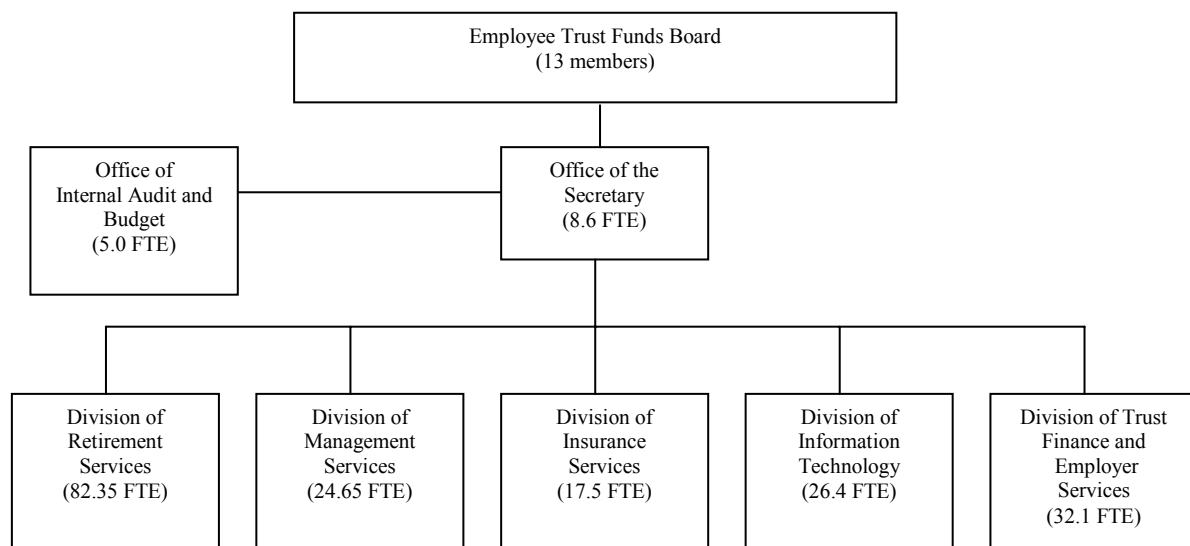 Employee Trust Funds Board
(13 members)
Office of
Internal Audit and
Budget
(5.0 FTE)
Office of the
Secretary
(8.6 FTE)
Division of
Retirement
Services
(82.35 FTE)
Division of
Management
Services
(24.65 FTE)
Division of
Insurance
Services
(17.5 FTE)
Division of
Information
Technology
(26.4 FTE)
Division of Trust
Finance and
Employer
Services
(32.1 FTE)